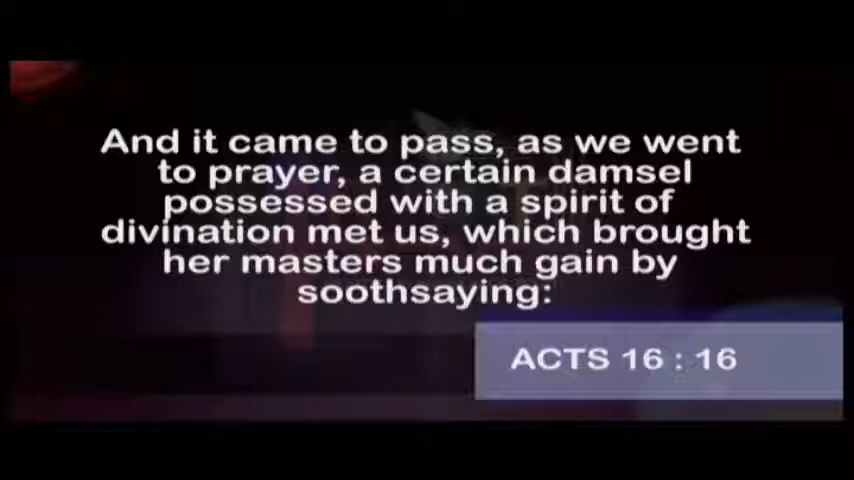 And it came to pass, as we went
to prayer, a certain damsel
possessed with a spirit of
divination met us, which brought
her masters much gain by
soothsaying:
ACTS 16 : 16